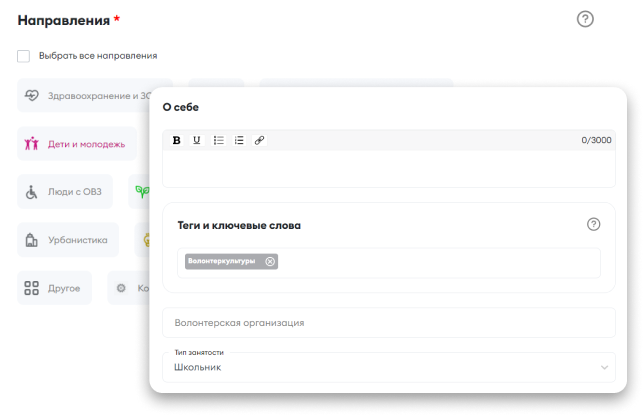 Направления *
Выбрать все направления
Здравоохранение и ЗО
О себе
B U 0/3000
Дети и молодежь
Люди с ОВЗ
Теги и ключевые слова
Волонтеркультуры
Урбанистика
Другое
Ко
Волонтерская организация
Тип занятости
Школьник